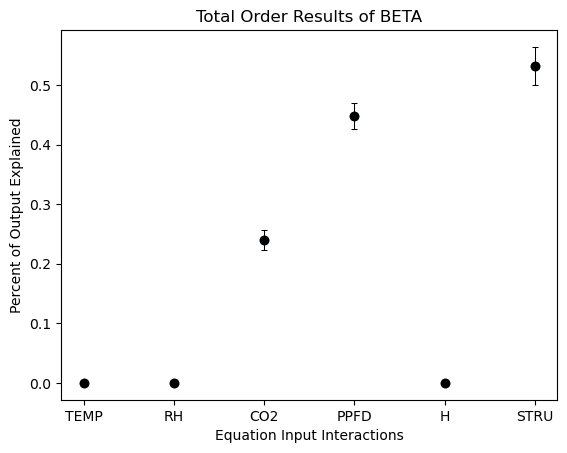 Total Order Results of BETA
Percent of Output Explained
0.5
0.4
0.3
0.2
0.1
0.0
TEMP RH CO2 PPFD H STRU
Equation Input Interactions